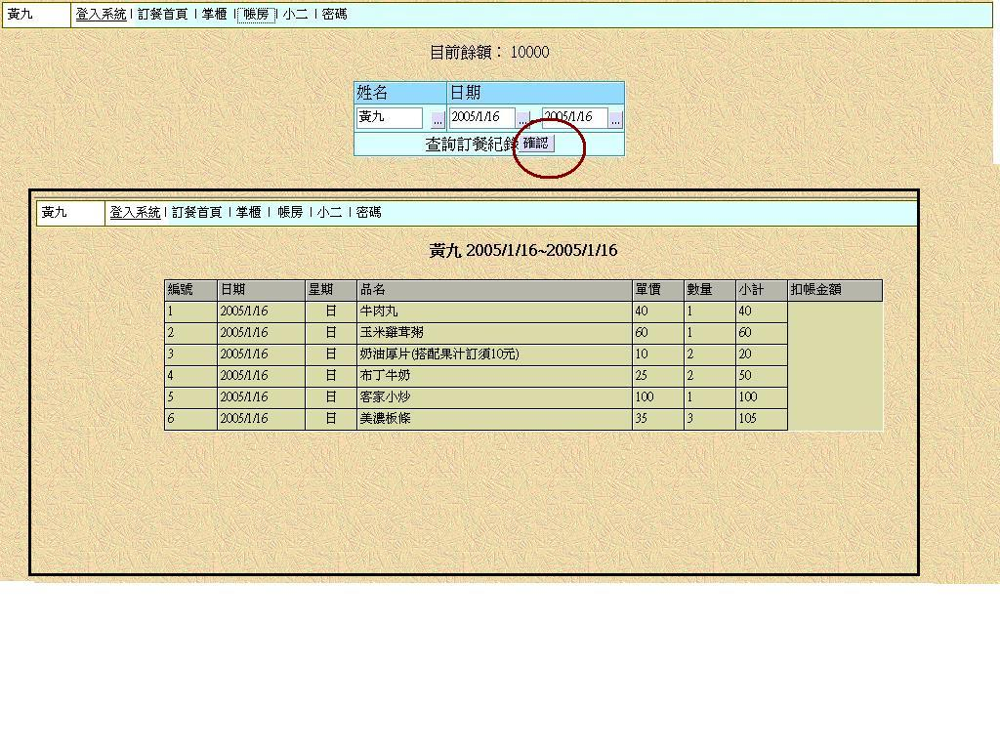 黃九 登入系統 | 訂餐首頁 | 掌櫃 | 帳房 | 小二 | 密碼
目前餘額： 10000
姓名 日期
黃九 ... 2005/1/16 ... 2005/1/16 ...
查詢訂餐紀錄 確認
黃九 登入系統 | 訂餐首頁 | 掌櫃 | 帳房 | 小二 | 密碼
黃九 2005/1/16~2005/1/16
編號 日期 星期 品名 單價 數量 小計 扣帳金額
1 2005/1/16 日 牛肉丸 40 1 40
2 2005/1/16 日 玉米雞茸粥 60 1 60
3 2005/1/16 日 奶油厚片(搭配果汁訂須10元) 10 2 20
4 2005/1/16 日 布丁牛奶 25 2 50
5 2005/1/16 日 客家小炒 100 1 100
6 2005/1/16 日 美濃板條 35 3 105